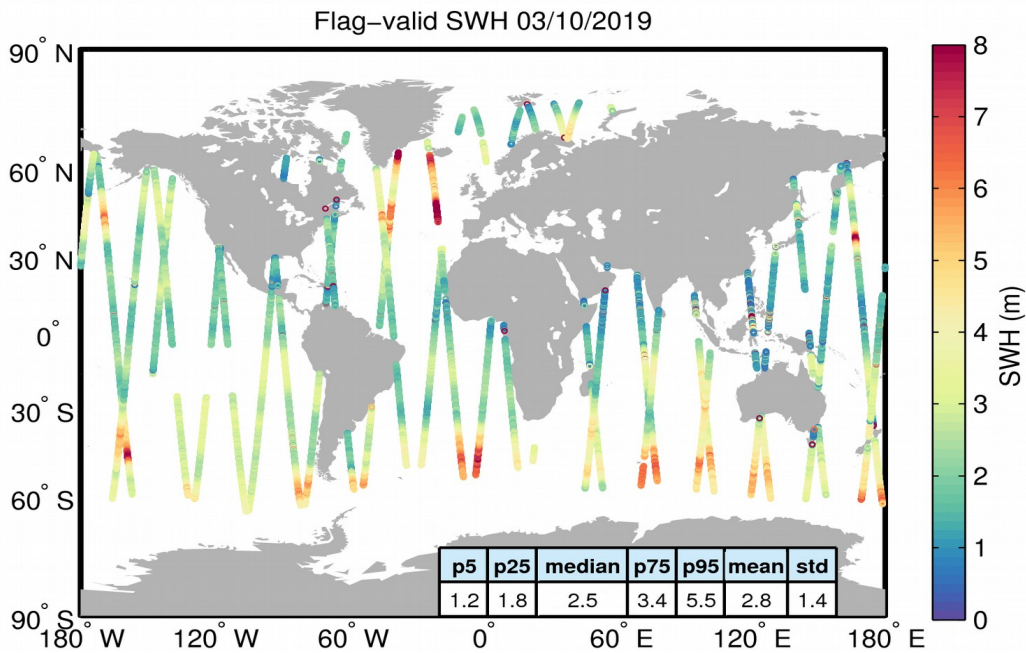 Flag−valid SWH 03/10/2019
90° N
60° N
30° N
0°
30° S
60° S
90° S
180° W
120° W
60° W
0°
60° E
120° E
180° E
p5 p25 median p75 p95 mean std
1.2 1.8 2.5 3.4 5.5 2.8 1.4
8
7
6
5
4
3
2
1
0
SWH (m)